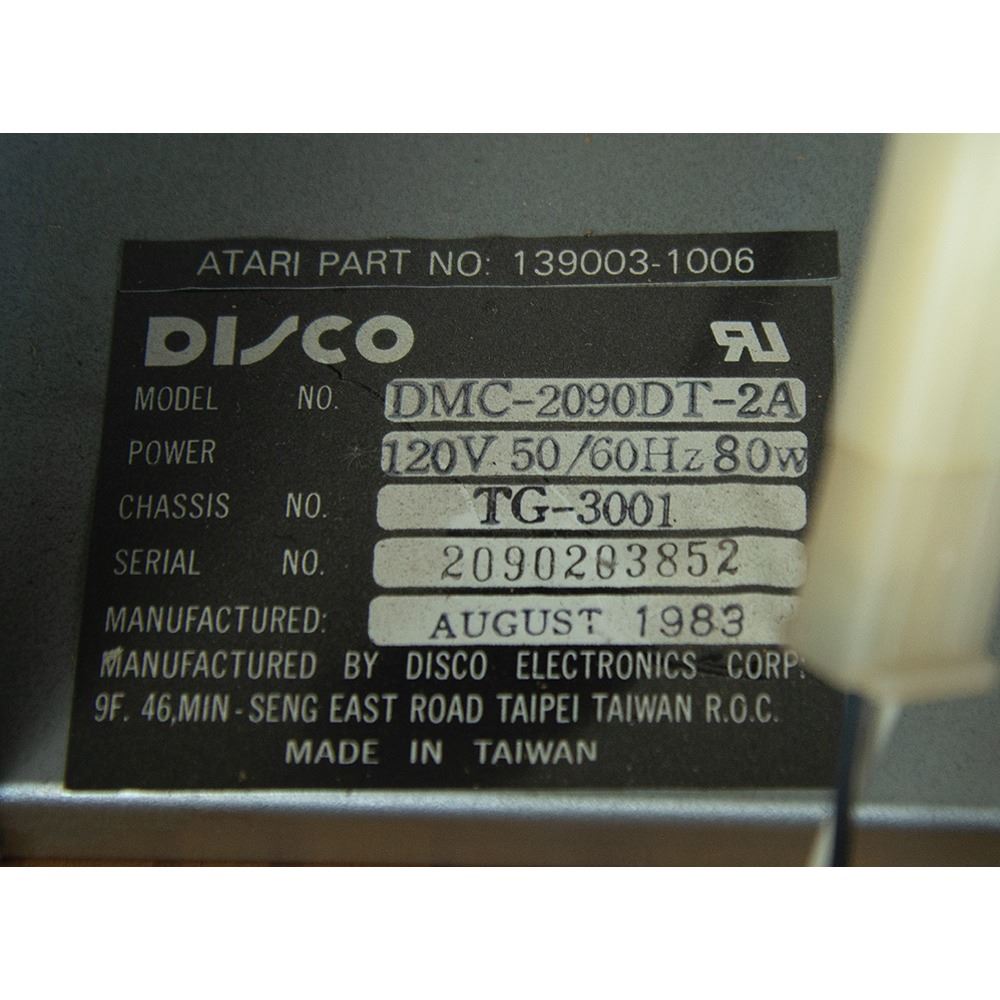 ATARI PART NO: 139003-1006
DISCO
MODEL NO. DMC-2090DT-2A
POWER 120V 50/60Hz 80w
CHASSIS NO. TG-3001
SERIAL NO. 2090203852
MANUFACTURED: AUGUST 1983
MANUFACTURED BY DISCO ELECTRONICS CORP.
9F. 46,MIN-SENG EAST ROAD TAIPEI TAIWAN R.O.C.
MADE IN TAIWAN